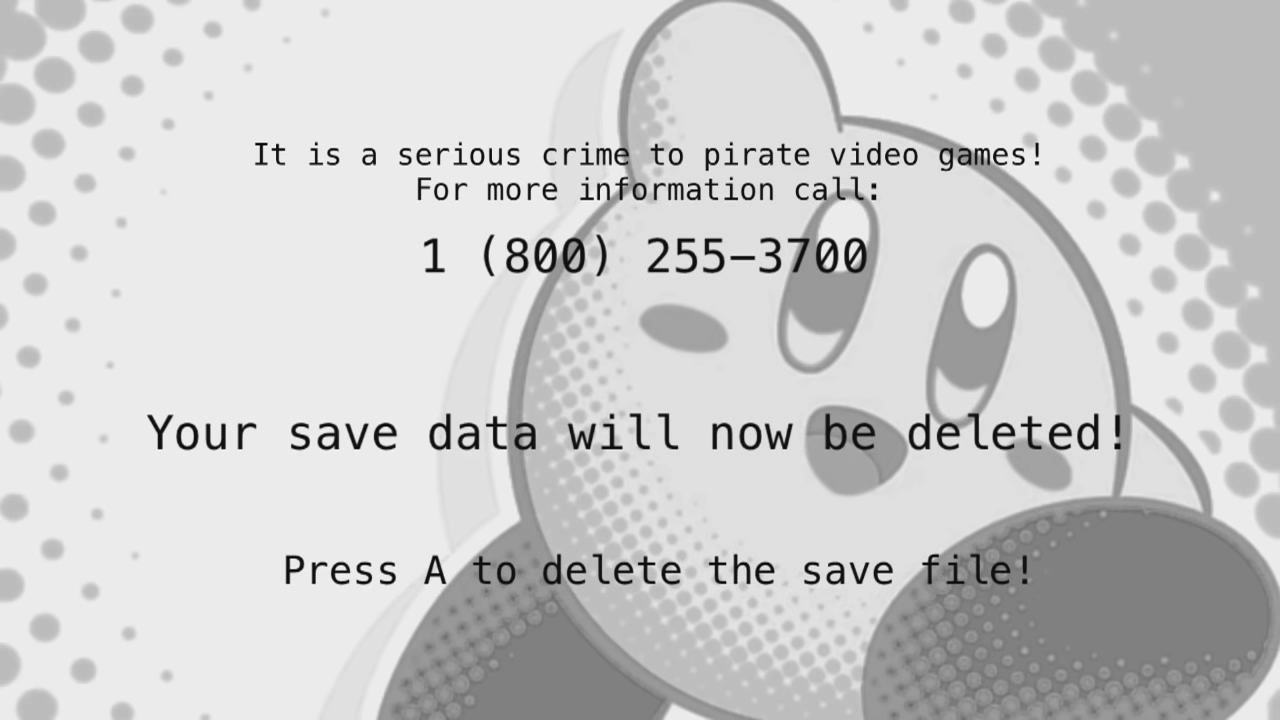 It is a serious crime to pirate video games!
For more information call:
1 (800) 255-3700
Your save data will now be deleted!
Press A to delete the save file!